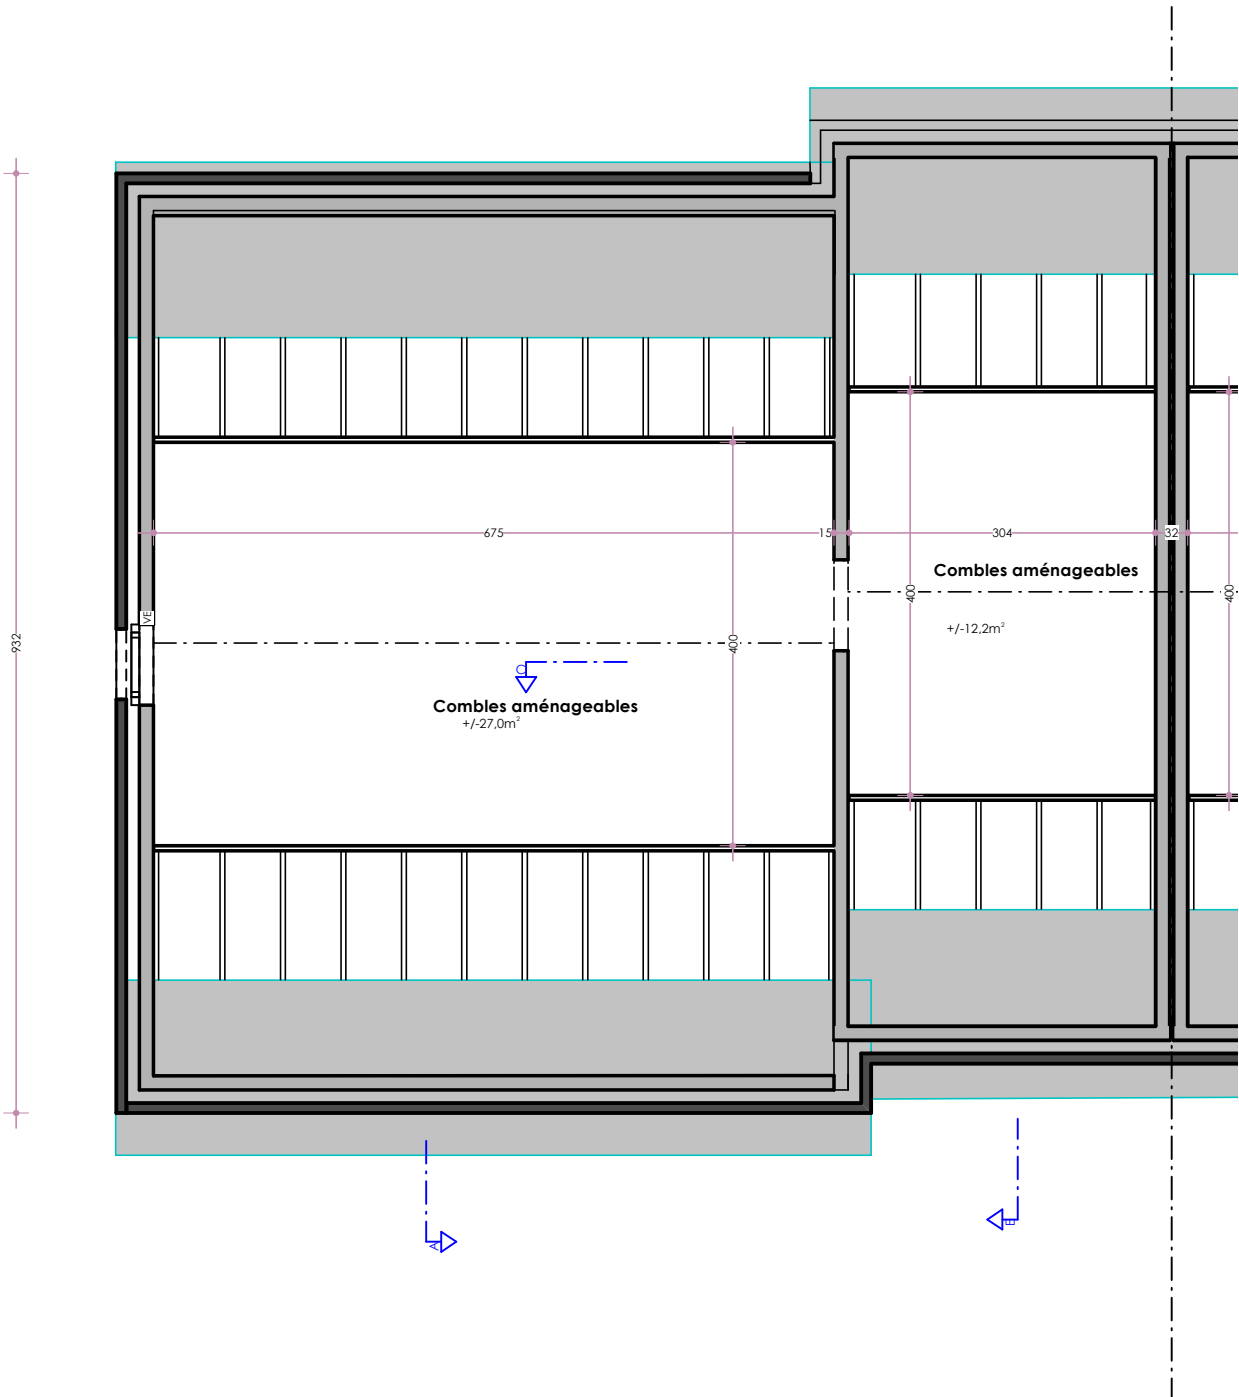 675
15
304
32
Combles aménageables
400
400
+/-12,2m²
VE
932
400
C
Combles aménageables
+/-27,0m²
A
B